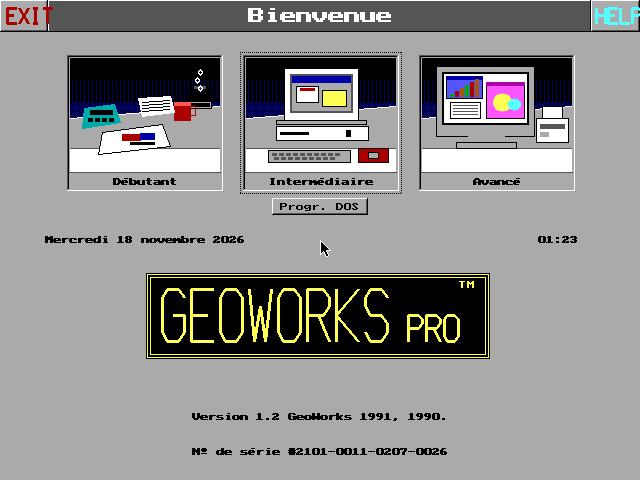 EXIT Bienvenue HELP
Débutant Intermédiaire Avancé
Progr. DOS
Mercredi 18 novembre 2026 01:23
GEOWORKS PRO ™
Version 1.2 GeoWorks 1991, 1990.
Nº de série #2101-0011-0207-0026